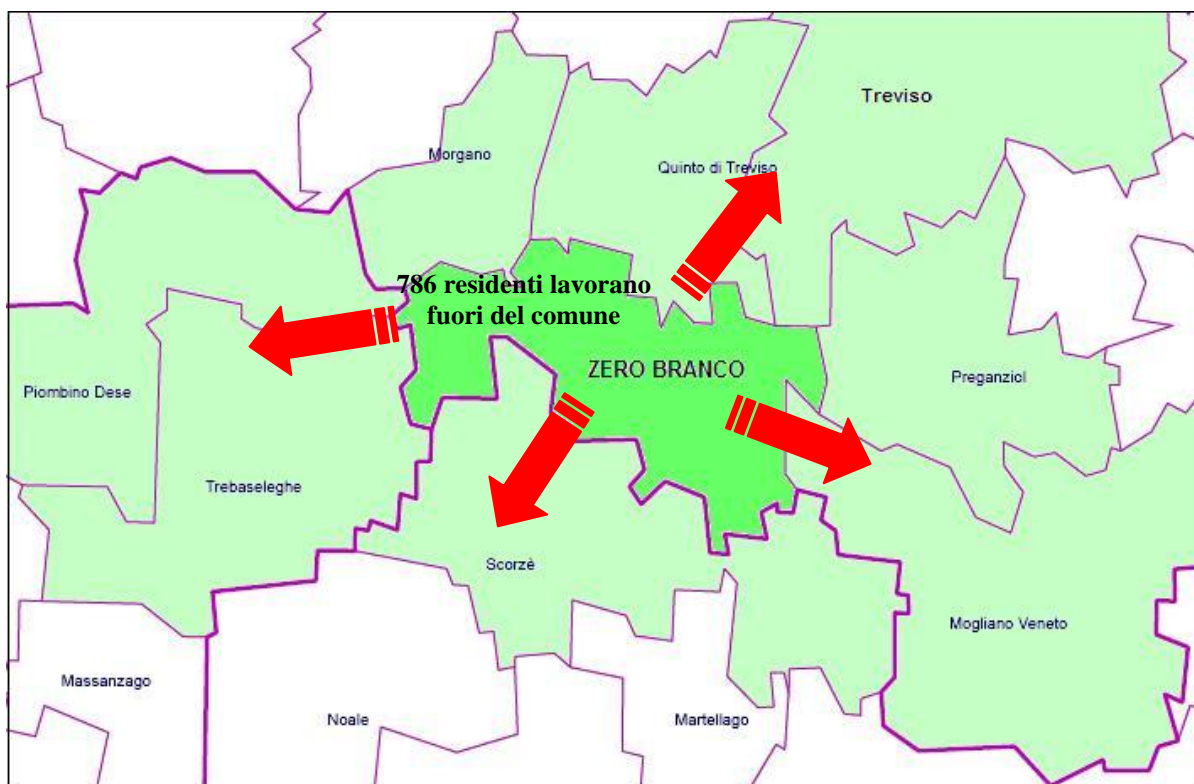 Treviso
Morgano
Quinto di Treviso
786 residenti lavorano
fuori del comune
ZERO BRANCO
Preganziol
Piombino Dese
Trebaseleghe
Scorzè
Mogliano Veneto
Massanzago
Noale
Martellago